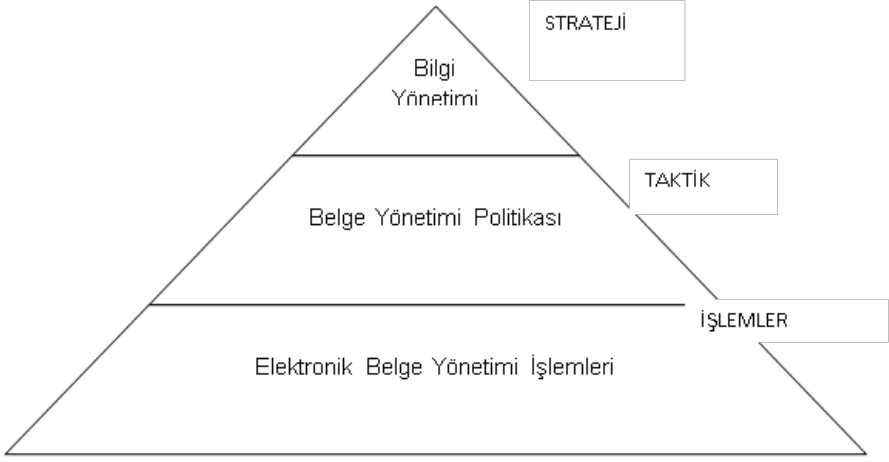 STRATEJİ
Bilgi
Yönetimi
TAKTİK
Belge Yönetimi Politikası
İŞLEMLER
Elektronik Belge Yönetimi İşlemleri